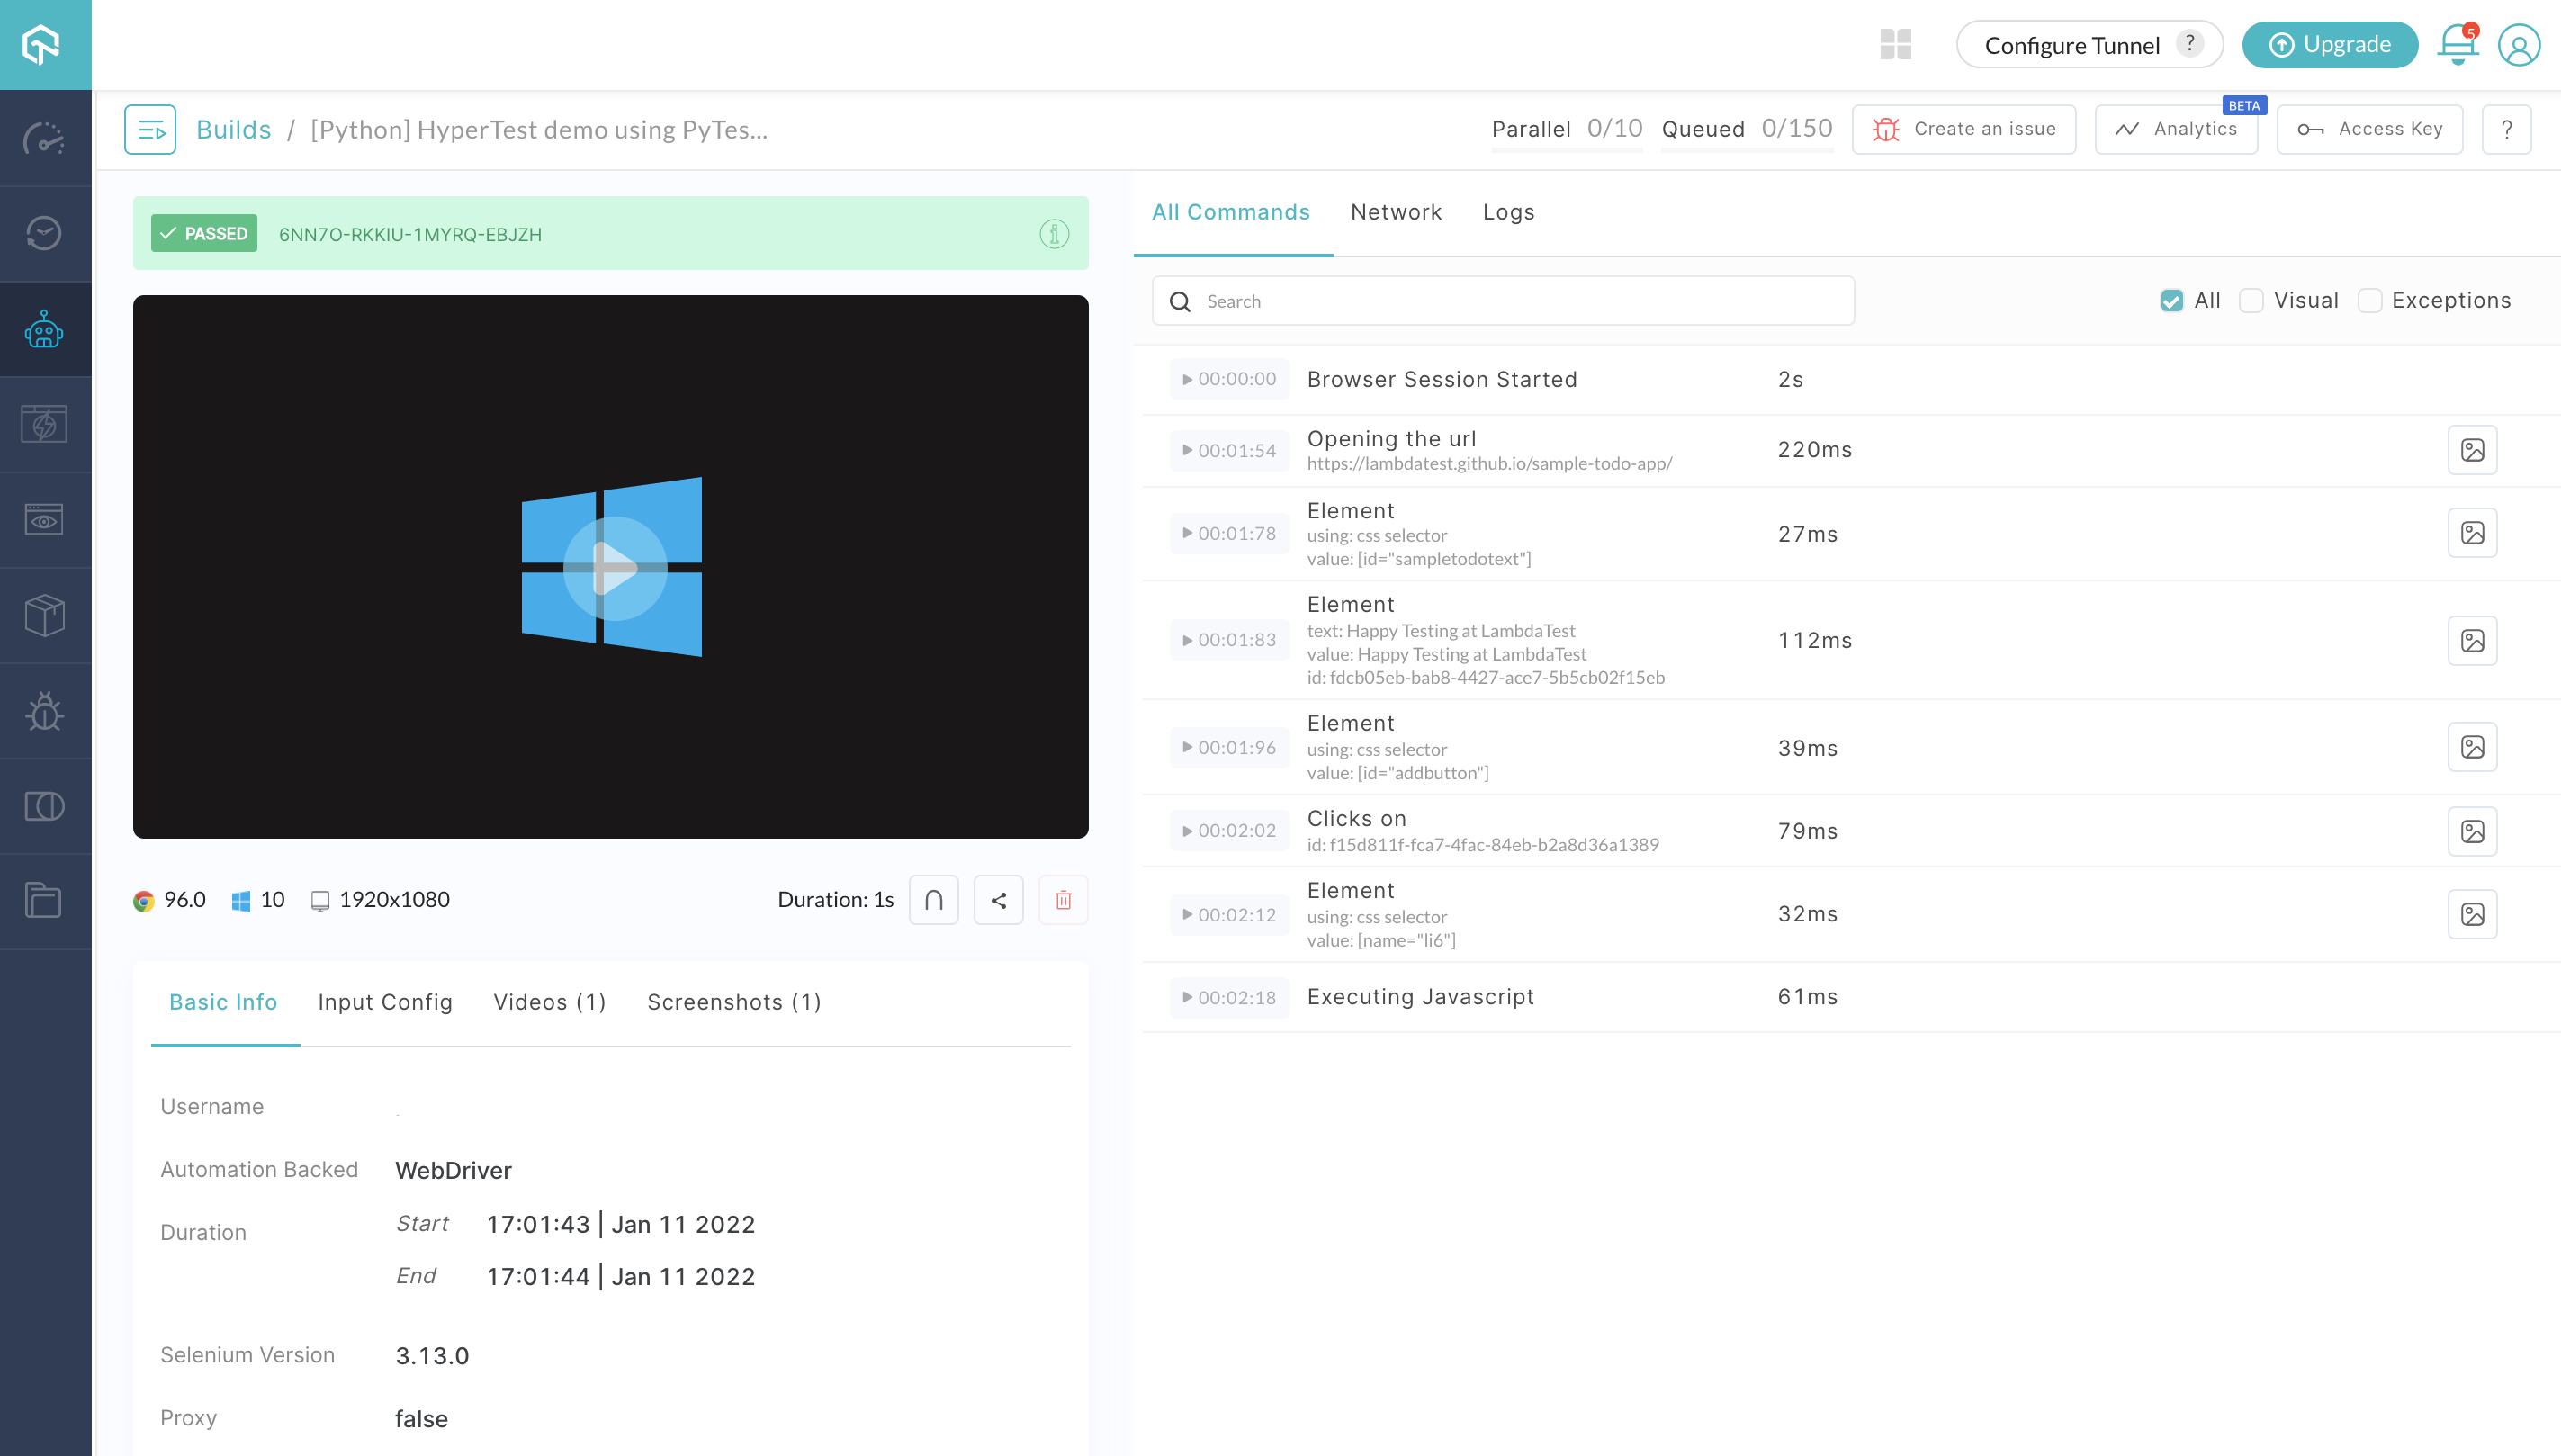 Configure Tunnel ?
Upgrade
5
Builds / [Python] HyperTest demo using PyTes...
Parallel 0/10 Queued 0/150
Create an issue
Analytics
BETA
Access Key
?
PASSED 6NN7O-RKKIU-1MYRQ-EBJZH
96.0 10 1920x1080
Duration: 1s
Basic Info Input Config Videos (1) Screenshots (1)
Username
Automation Backed WebDriver
Duration Start 17:01:43 | Jan 11 2022
End 17:01:44 | Jan 11 2022
Selenium Version 3.13.0
Proxy false
All Commands Network Logs
Search
All Visual Exceptions
00:00:00 Browser Session Started 2s
00:01:54 Opening the url 220ms
https://lambdatest.github.io/sample-todo-app/
00:01:78 Element 27ms
using: css selector
value: [id="sampletodotext"]
00:01:83 Element 112ms
text: Happy Testing at LambdaTest
value: Happy Testing at LambdaTest
id: fdcb05eb-bab8-4427-ace7-5b5cb02f15eb
00:01:96 Element 39ms
using: css selector
value: [id="addbutton"]
00:02:02 Clicks on 79ms
id: f15d811f-fca7-4fac-84eb-b2a8d36a1389
00:02:12 Element 32ms
using: css selector
value: [name="li6"]
00:02:18 Executing Javascript 61ms